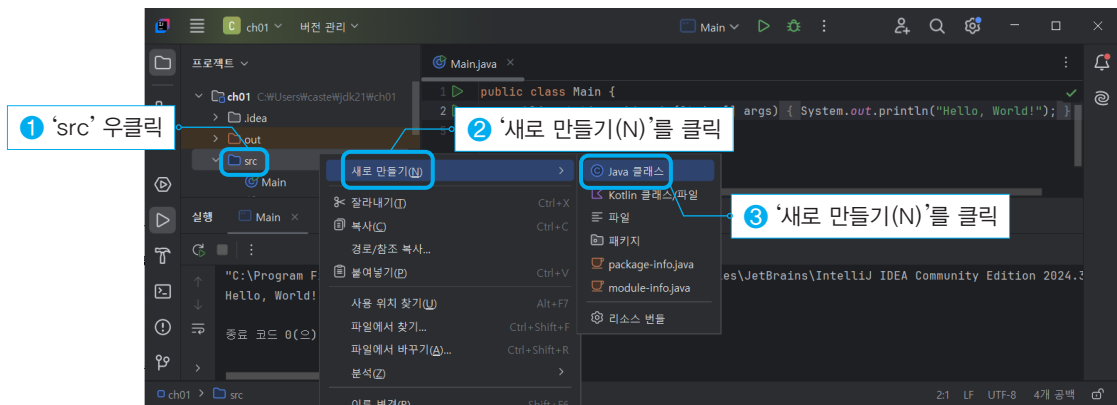 C ch01 버전 관리 Main
프로젝트 Main.java
ch01 C:₩Users₩caste₩jdk21₩ch01
.idea
out
src
Main
1 public class Main {
2 args) { System.out.println("Hello, World!"); }
❶ 'src' 우클릭
❷ '새로 만들기(N)'를 클릭
❸ '새로 만들기(N)'를 클릭
새로 만들기(N)
잘라내기(T) Ctrl+X
복사(C) Ctrl+C
경로/참조 복사...
붙여넣기(P) Ctrl+V
사용 위치 찾기(U) Alt+F7
파일에서 찾기... Ctrl+Shift+F
파일에서 바꾸기(A)... Ctrl+Shift+R
분석(Z)
이름 변경(R) Shift+F6
Java 클래스
Kotlin 클래스/파일
파일
패키지
package-info.java
module-info.java
리소스 번들
실행 Main
"C:\Program F
es\JetBrains\IntelliJ IDEA Community Edition 2024.3
Hello, World!
종료 코드 0(으)
ch01 > src 2:1 LF UTF-8 4개 공백